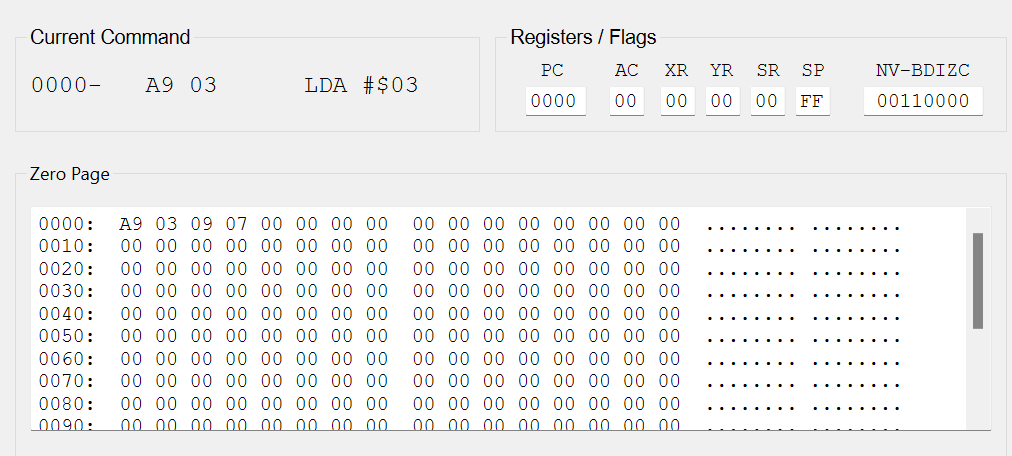 Current Command
0000- A9 03 LDA #$03
Registers / Flags
PC AC XR YR SR SP NV-BDIZC
0000 00 00 00 00 FF 00110000
Zero Page
0000: A9 03 09 07 00 00 00 00 00 00 00 00 00 00 00 00 ........ ........
0010: 00 00 00 00 00 00 00 00 00 00 00 00 00 00 00 00 ........ ........
0020: 00 00 00 00 00 00 00 00 00 00 00 00 00 00 00 00 ........ ........
0030: 00 00 00 00 00 00 00 00 00 00 00 00 00 00 00 00 ........ ........
0040: 00 00 00 00 00 00 00 00 00 00 00 00 00 00 00 00 ........ ........
0050: 00 00 00 00 00 00 00 00 00 00 00 00 00 00 00 00 ........ ........
0060: 00 00 00 00 00 00 00 00 00 00 00 00 00 00 00 00 ........ ........
0070: 00 00 00 00 00 00 00 00 00 00 00 00 00 00 00 00 ........ ........
0080: 00 00 00 00 00 00 00 00 00 00 00 00 00 00 00 00 ........ ........
0090: 00 00 00 00 00 00 00 00 00 00 00 00 00 00 00 00 ........ ........